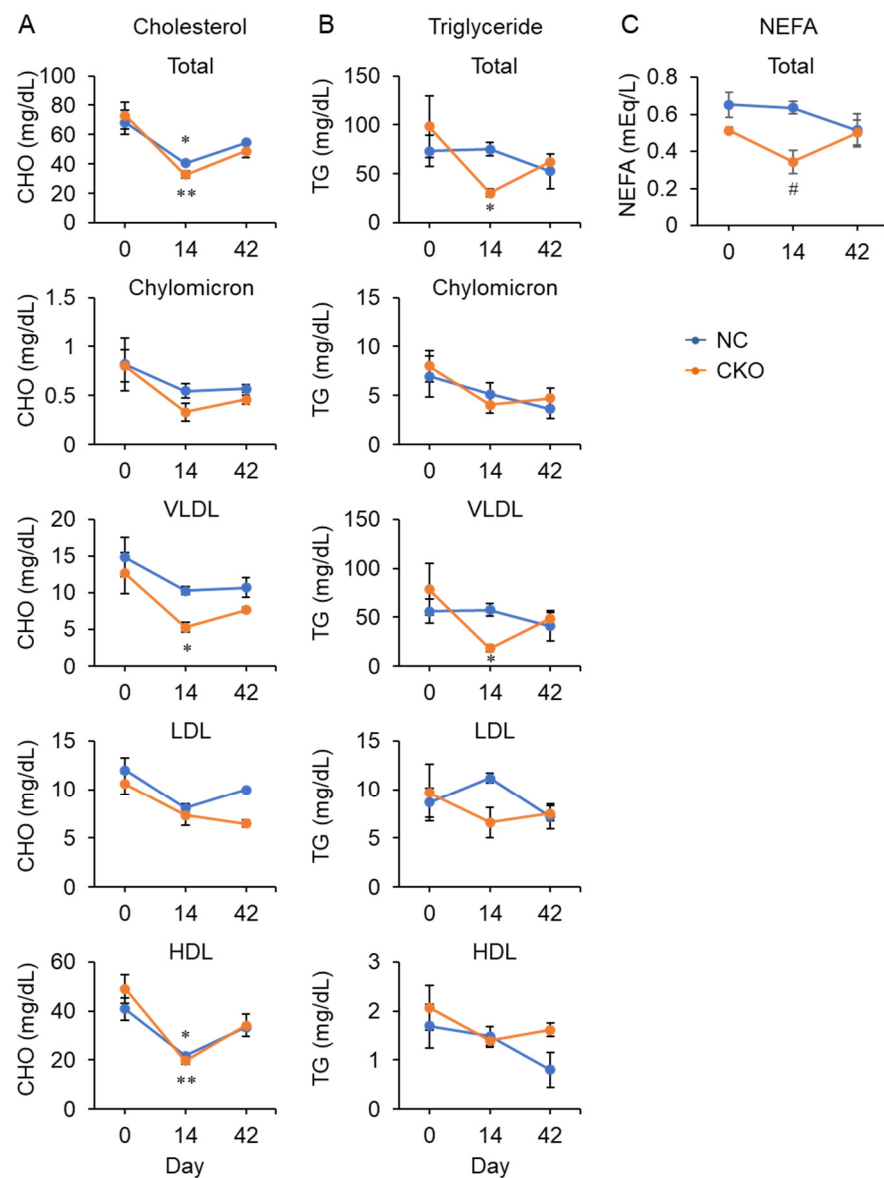 A Cholesterol B Triglyceride C NEFA
Total Total Total
CHO (mg/dL)
100
80
60
40
20
0
*
**
0 14 42
TG (mg/dL)
150
100
50
0
*
0 14 42
NEFA (mEq/L)
0.8
0.6
0.4
0.2
0
#
0 14 42
Chylomicron Chylomicron
CHO (mg/dL)
1.5
1
0.5
0
0 14 42
TG (mg/dL)
15
10
5
0
0 14 42
NC
CKO
VLDL VLDL
CHO (mg/dL)
20
15
10
5
0
*
0 14 42
TG (mg/dL)
150
100
50
0
*
0 14 42
LDL LDL
CHO (mg/dL)
15
10
5
0
0 14 42
TG (mg/dL)
15
10
5
0
0 14 42
HDL HDL
CHO (mg/dL)
60
40
20
0
*
**
0 14 42
Day
TG (mg/dL)
3
2
1
0
0 14 42
Day